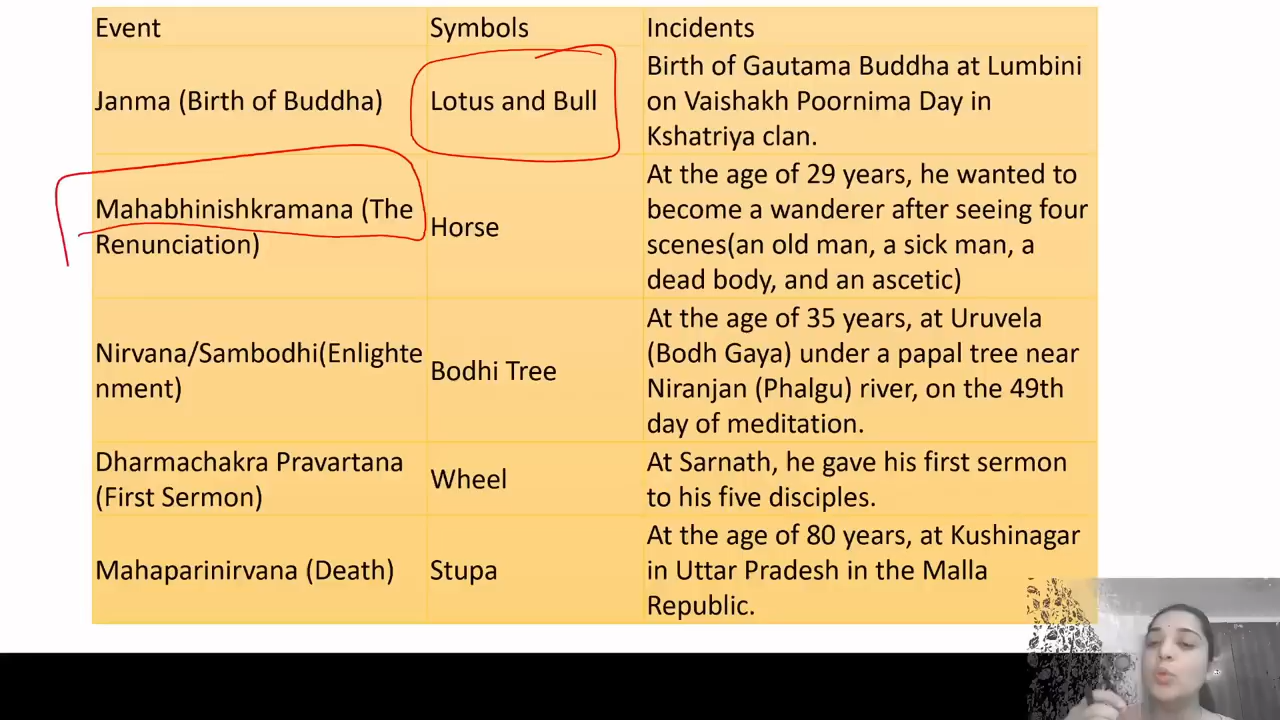 Event Symbols Incidents
Janma (Birth of Buddha) Lotus and Bull Birth of Gautama Buddha at Lumbini
on Vaishakh Poornima Day in
Kshatriya clan.
Mahabhinishkramana (The
Renunciation) Horse At the age of 29 years, he wanted to
become a wanderer after seeing four
scenes(an old man, a sick man, a
dead body, and an ascetic)
Nirvana/Sambodhi(Enlighte
nment) Bodhi Tree At the age of 35 years, at Uruvela
(Bodh Gaya) under a papal tree near
Niranjan (Phalgu) river, on the 49th
day of meditation.
Dharmachakra Pravartana
(First Sermon) Wheel At Sarnath, he gave his first sermon
to his five disciples.
Mahaparinirvana (Death) Stupa At the age of 80 years, at Kushinagar
in Uttar Pradesh in the Malla
Republic.